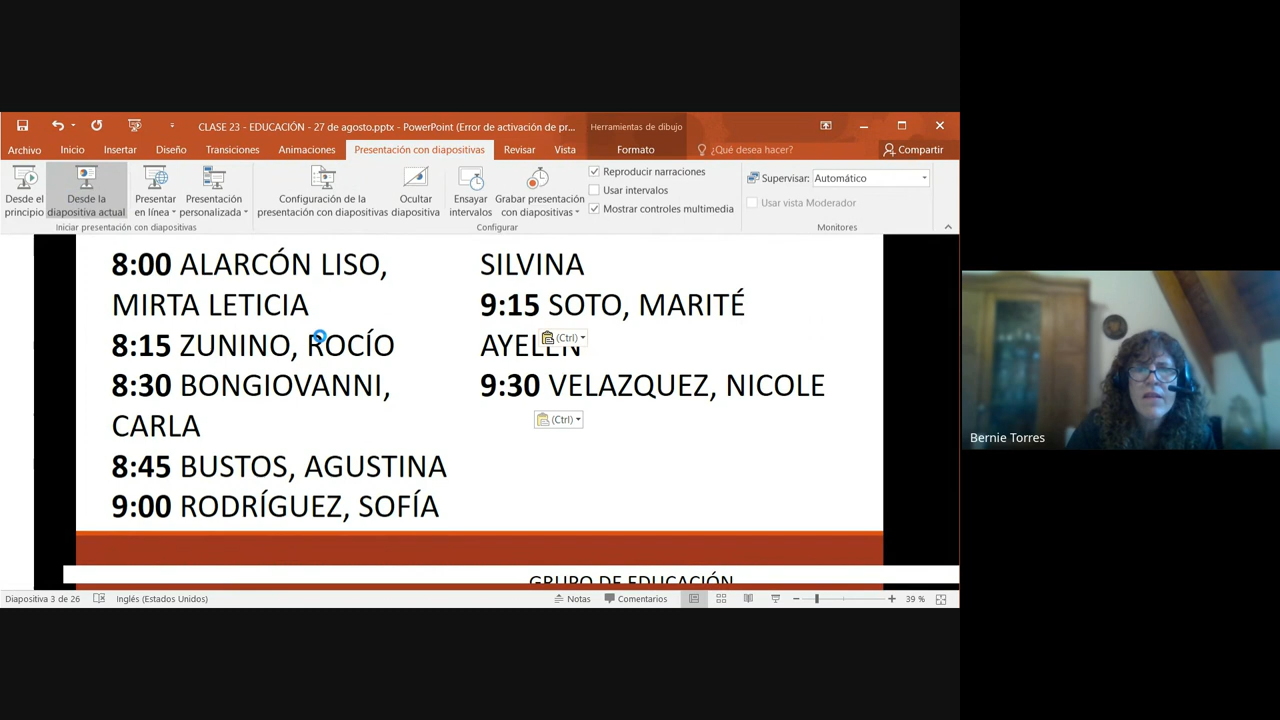 CLASE 23 - EDUCACIÓN - 27 de agosto.pptx - PowerPoint (Error de activación de pr...
Herramientas de dibujo
Archivo Inicio Insertar Diseño Transiciones Animaciones Presentación con diapositivas Revisar Vista Formato ¿Qué desea hacer? Compartir
Desde el principio
Desde la diapositiva actual
Presentar en línea
Presentación personalizada
Iniciar presentación con diapositivas
Configuración de la presentación con diapositivas
Ocultar diapositiva
Ensayar intervalos
Grabar presentación con diapositivas
Reproducir narraciones
Usar intervalos
Mostrar controles multimedia
Configurar
Supervisar: Automático
Usar vista Moderador
Monitores
8:00 ALARCÓN LISO,
MIRTA LETICIA
8:15 ZUNINO, ROCÍO
8:30 BONGIOVANNI,
CARLA
8:45 BUSTOS, AGUSTINA
9:00 RODRÍGUEZ, SOFÍA
SILVINA
9:15 SOTO, MARITÉ
AYELÉN
9:30 VELAZQUEZ, NICOLE
(Ctrl)
(Ctrl)
GRUPO DE EDUCACIÓN
Diapositiva 3 de 26 Inglés (Estados Unidos) Notas Comentarios 39 %
Bernie Torres